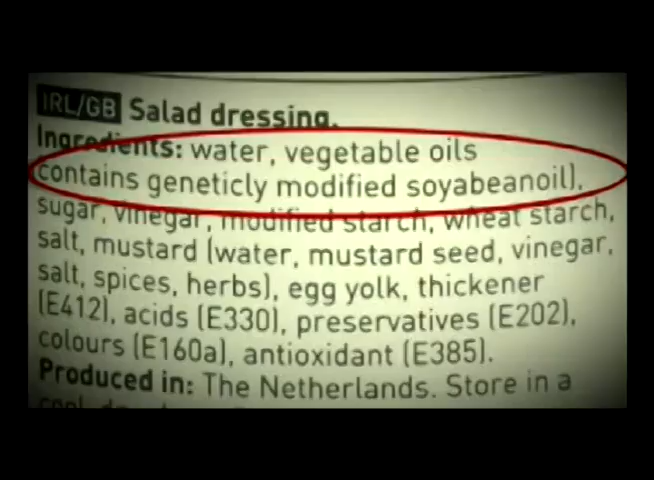 IRL/GB Salad dressing.
Ingredients: water, vegetable oils
contains geneticly modified soyabeanoil),
sugar, vinegar, modified starch, wheat starch,
salt, mustard (water, mustard seed, vinegar,
salt, spices, herbs), egg yolk, thickener
(E412), acids (E330), preservatives (E202),
colours (E160a), antioxidant (E385).
Produced in: The Netherlands. Store in a